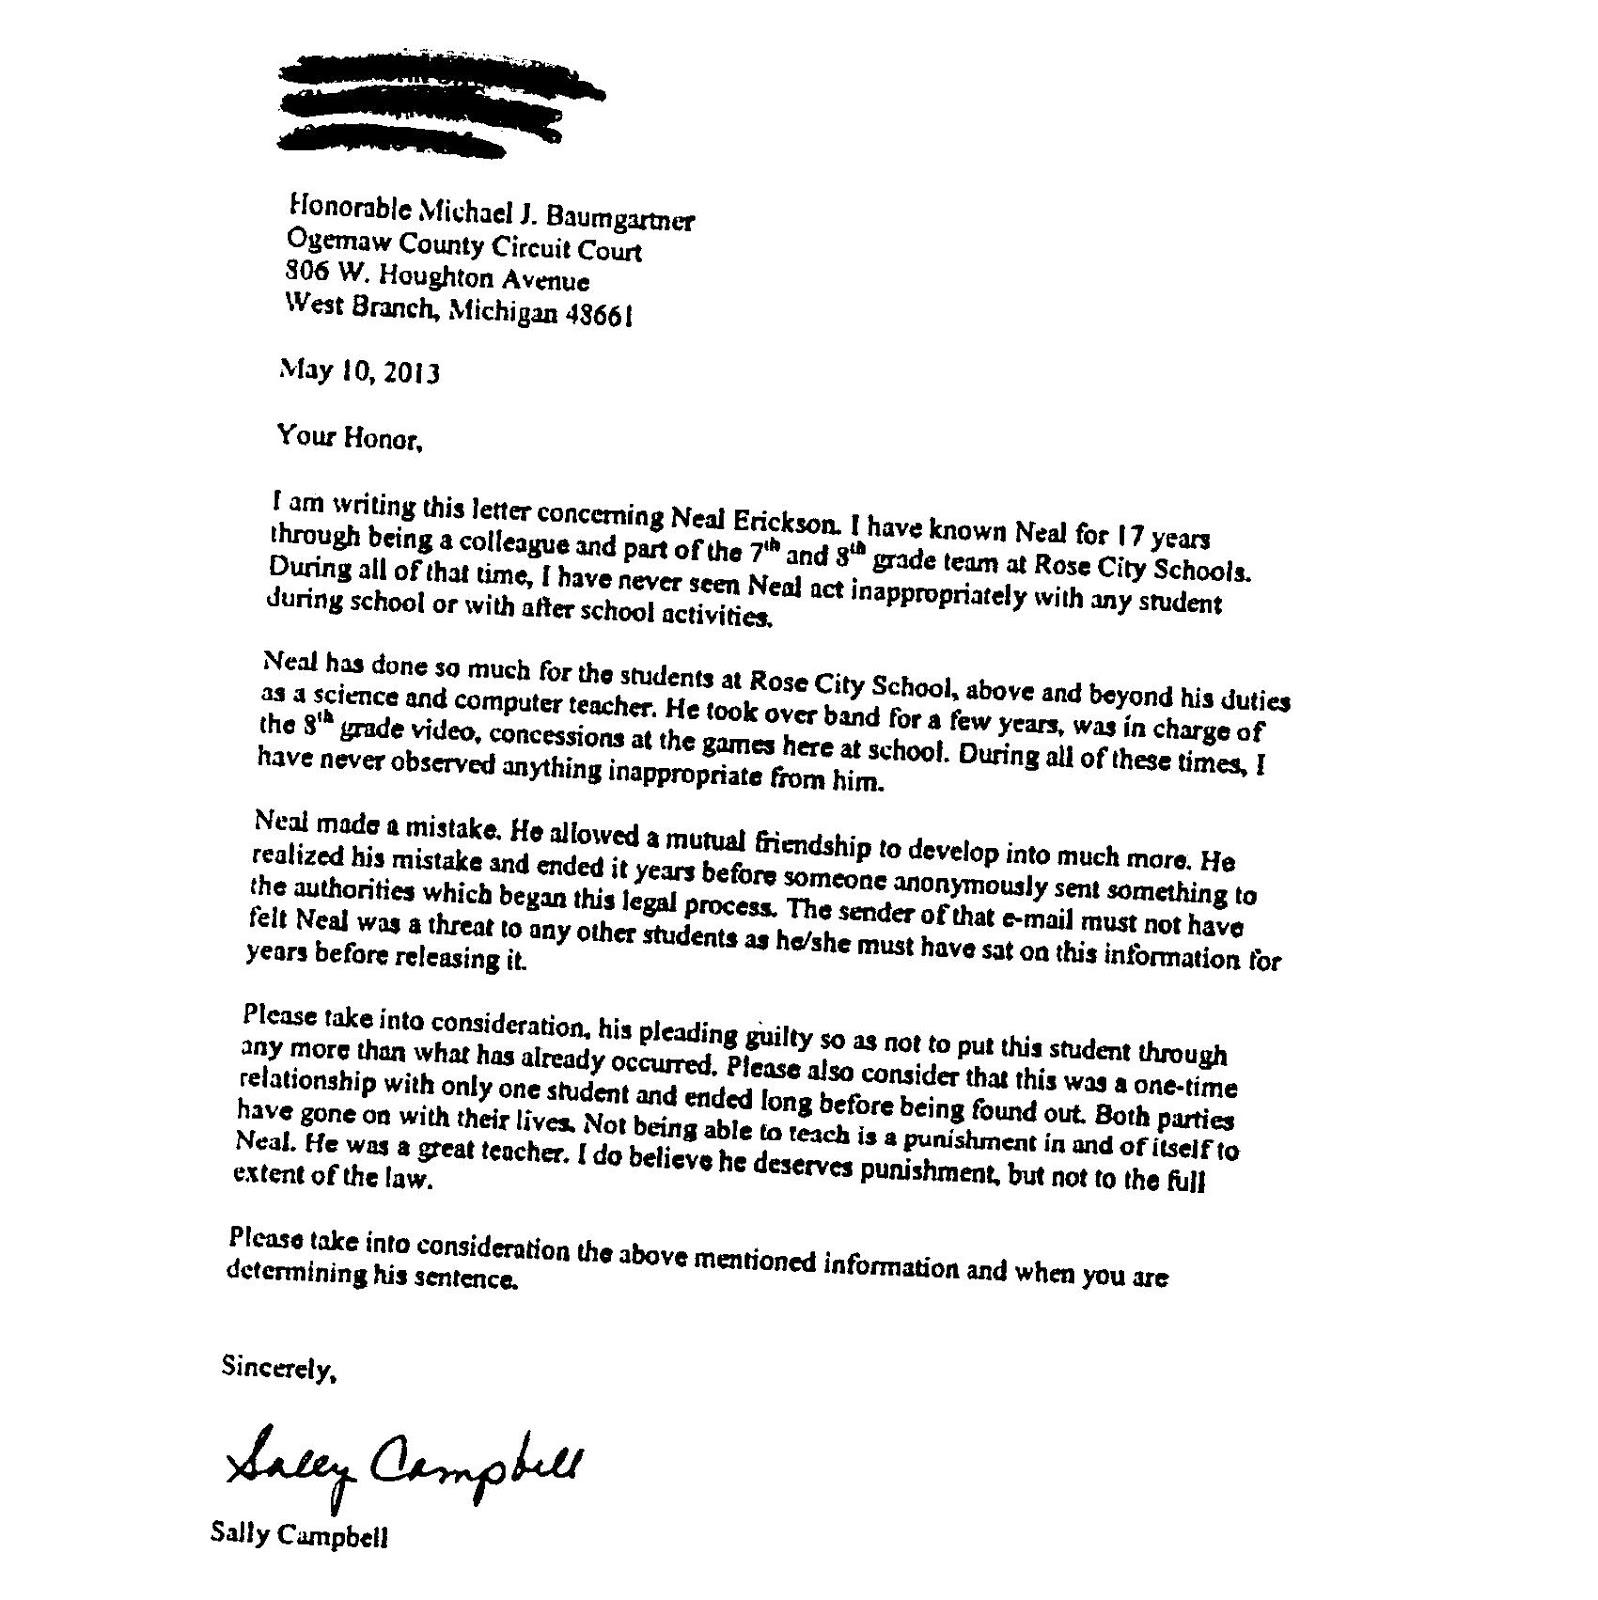 Honorable Michael J. Baumgartner
Ogemaw County Circuit Court
806 W. Houghton Avenue
West Branch, Michigan 48661
May 10, 2013
Your Honor,
I am writing this letter concerning Neal Erickson. I have known Neal for 17 years
through being a colleague and part of the 7th and 8th grade team at Rose City Schools.
During all of that time, I have never seen Neal act inappropriately with any student
during school or with after school activities.
Neal has done so much for the students at Rose City School, above and beyond his duties
as a science and computer teacher. He took over band for a few years, was in charge of
the 8th grade video, concessions at the games here at school. During all of these times, I
have never observed anything inappropriate from him.
Neal made a mistake. He allowed a mutual friendship to develop into much more. He
realized his mistake and ended it years before someone anonymously sent something to
the authorities which began this legal process. The sender of that e-mail must not have
felt Neal was a threat to any other students as he/she must have sat on this information for
years before releasing it.
Please take into consideration, his pleading guilty so as not to put this student through
any more than what has already occurred. Please also consider that this was a one-time
relationship with only one student and ended long before being found out. Both parties
have gone on with their lives. Not being able to teach is a punishment in and of itself to
Neal. He was a great teacher. I do believe he deserves punishment, but not to the full
extent of the law.
Please take into consideration the above mentioned information and when you are
determining his sentence.
Sincerely,
Sally Campbell
Sally Campbell